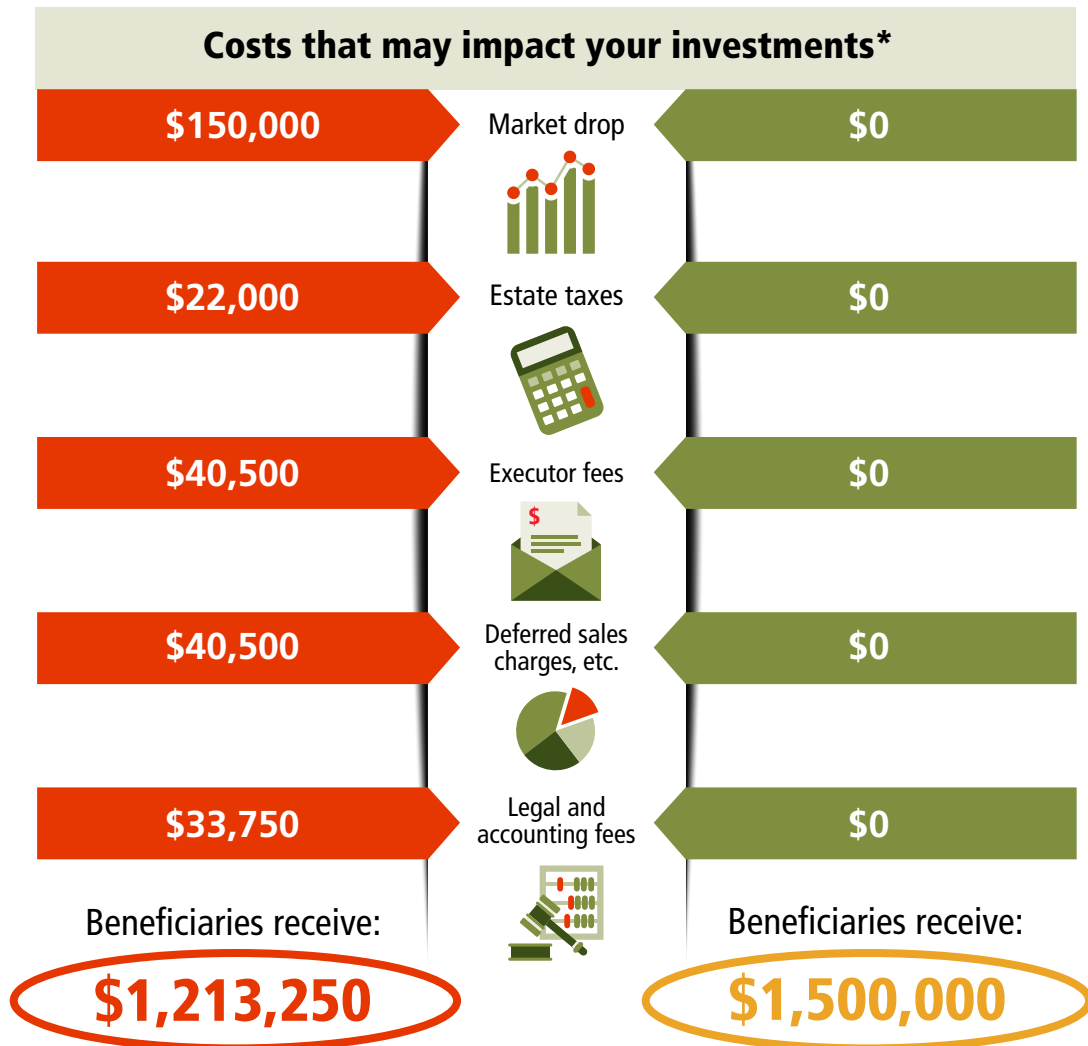 Costs that may impact your investments*
$150,000
Market drop
$0
$22,000
Estate taxes
$0
$40,500
Executor fees
$
$0
$40,500
Deferred sales
charges, etc.
$0
$33,750
Legal and
accounting fees
$0
Beneficiaries receive:
$1,213,250
Beneficiaries receive:
$1,500,000